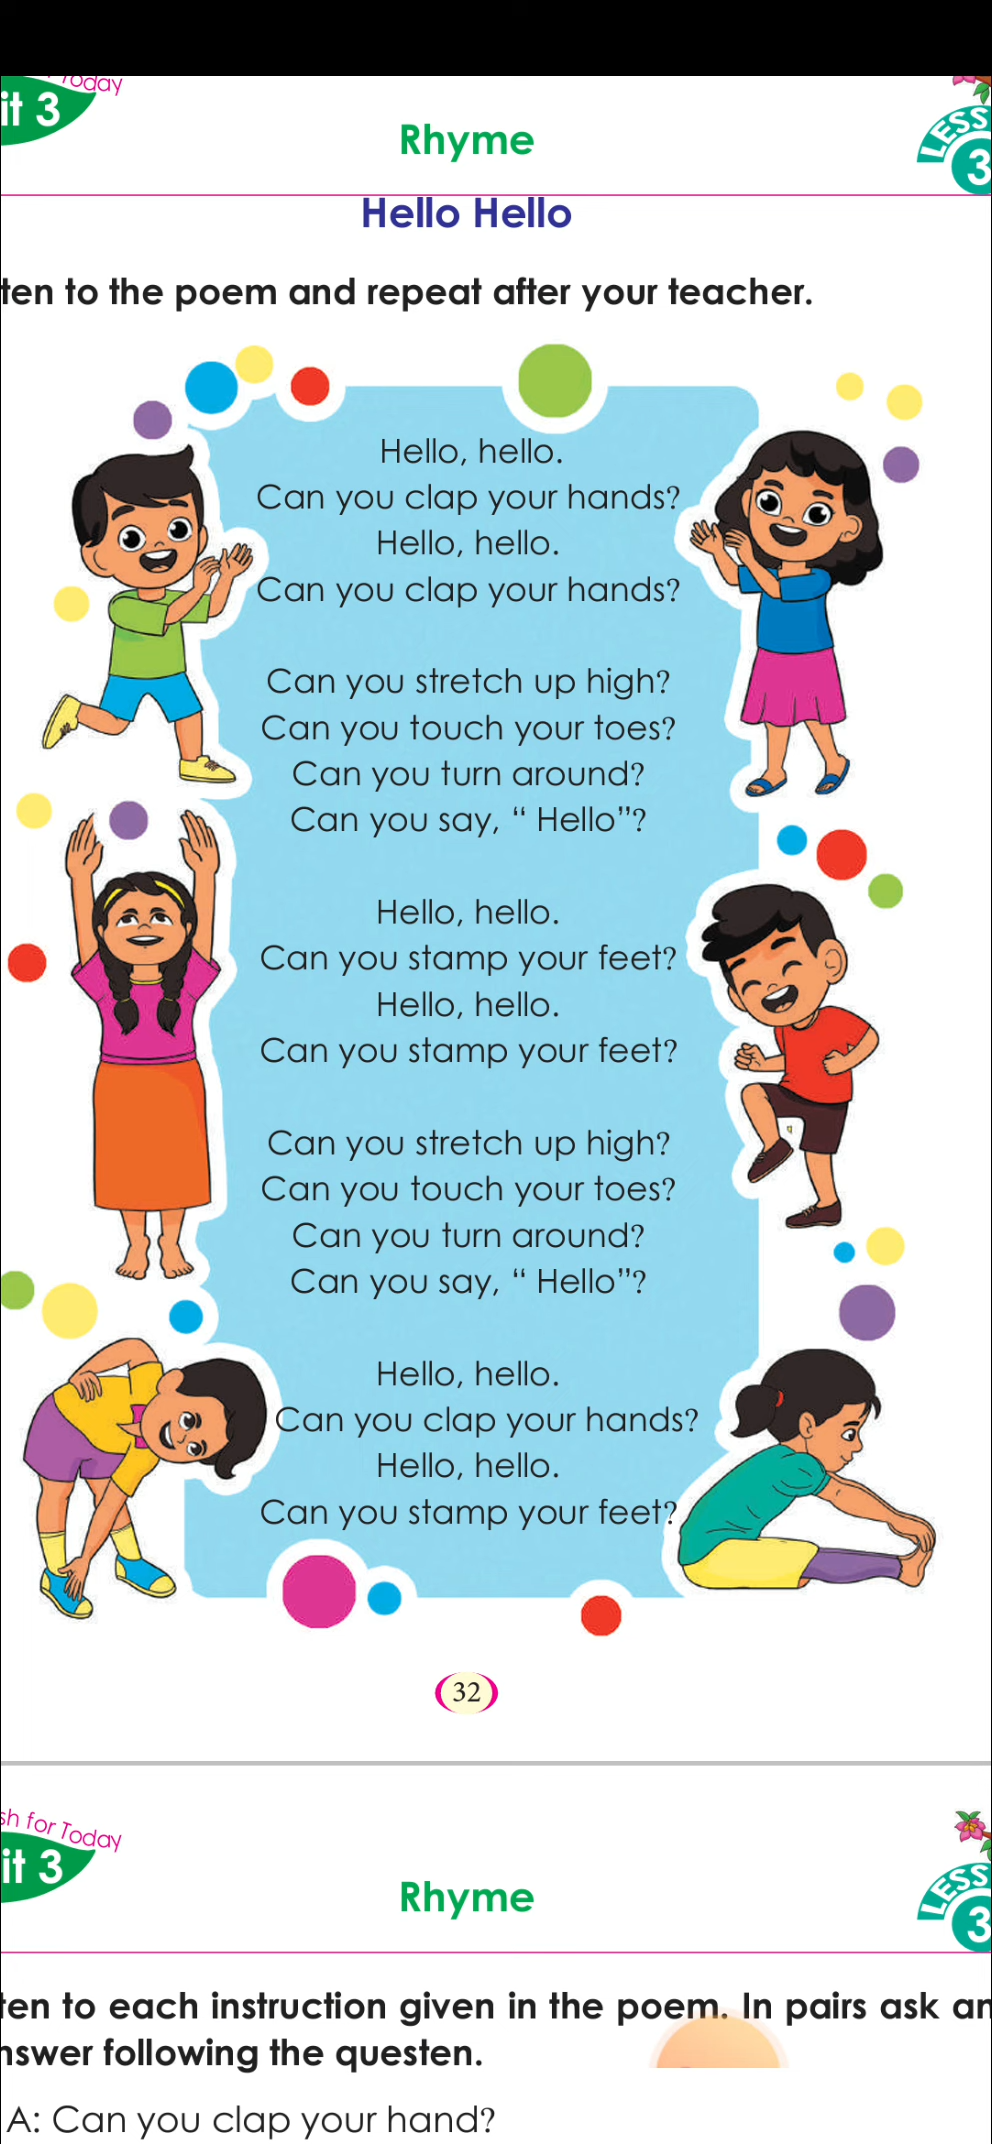 Today
it 3
Rhyme
LESS
3
Hello Hello
ten to the poem and repeat after your teacher.
Hello, hello.
Can you clap your hands?
Hello, hello.
Can you clap your hands?
Can you stretch up high?
Can you touch your toes?
Can you turn around?
Can you say, “ Hello”?
Hello, hello.
Can you stamp your feet?
Hello, hello.
Can you stamp your feet?
Can you stretch up high?
Can you touch your toes?
Can you turn around?
Can you say, “ Hello”?
Hello, hello.
Can you clap your hands?
Hello, hello.
Can you stamp your feet?
32
sh for Today
it 3
Rhyme
LESS
3
ten to each instruction given in the poem. In pairs ask an
nswer following the questen.
A: Can you clap your hand?